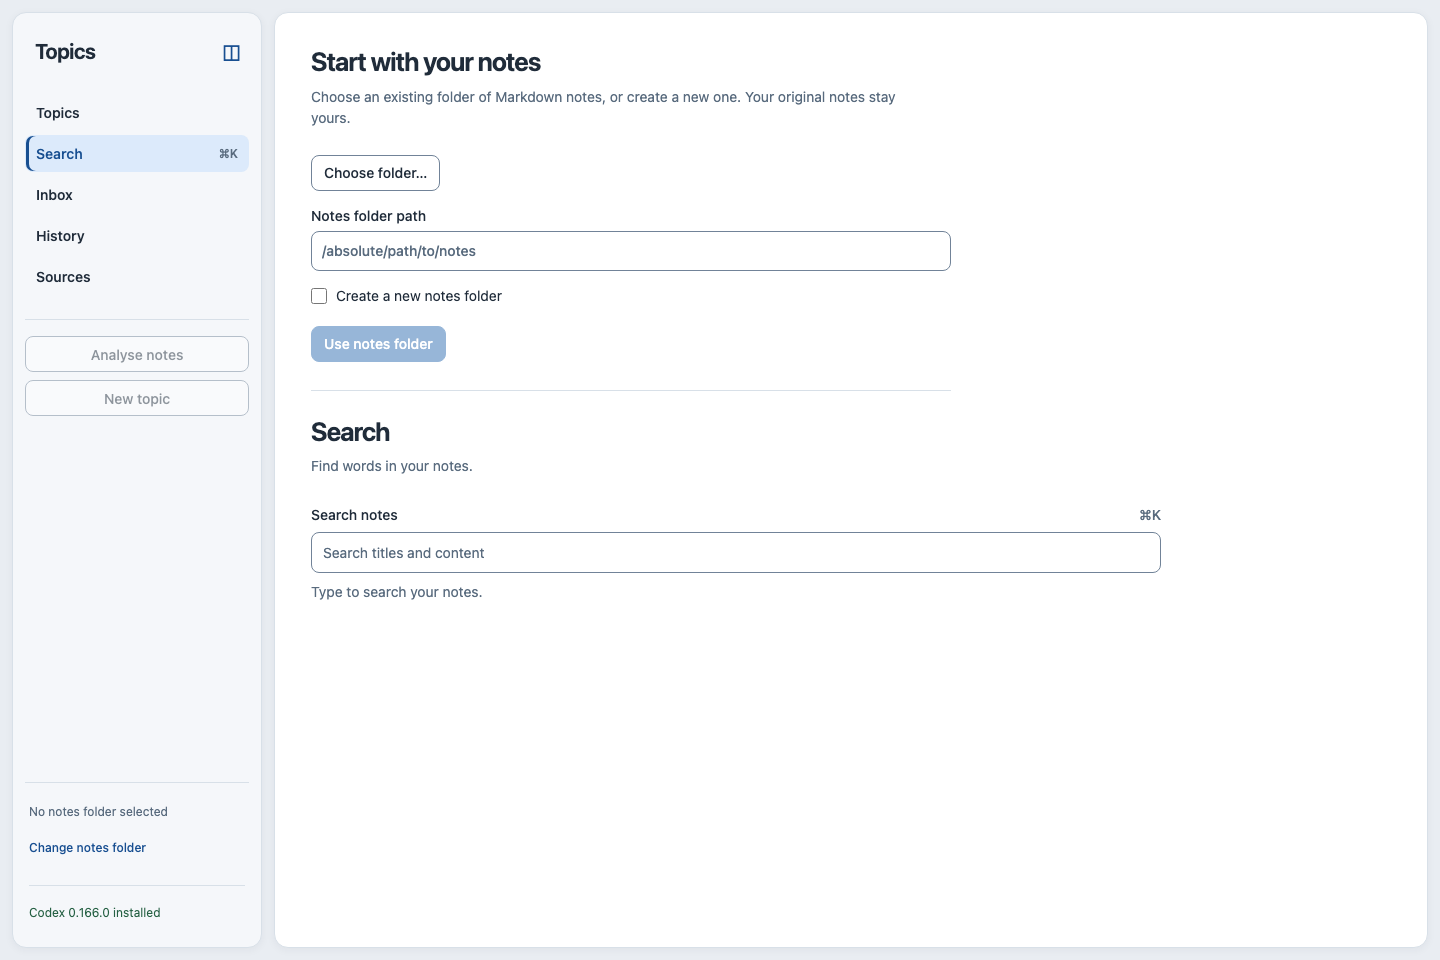 Topics
Topics
Search ⌘K
Inbox
History
Sources
Analyse notes
New topic
No notes folder selected
Change notes folder
Codex 0.166.0 installed
Start with your notes
Choose an existing folder of Markdown notes, or create a new one. Your original notes stay
yours.
Choose folder...
Notes folder path
/absolute/path/to/notes
Create a new notes folder
Use notes folder
Search
Find words in your notes.
Search notes ⌘K
Search titles and content
Type to search your notes.